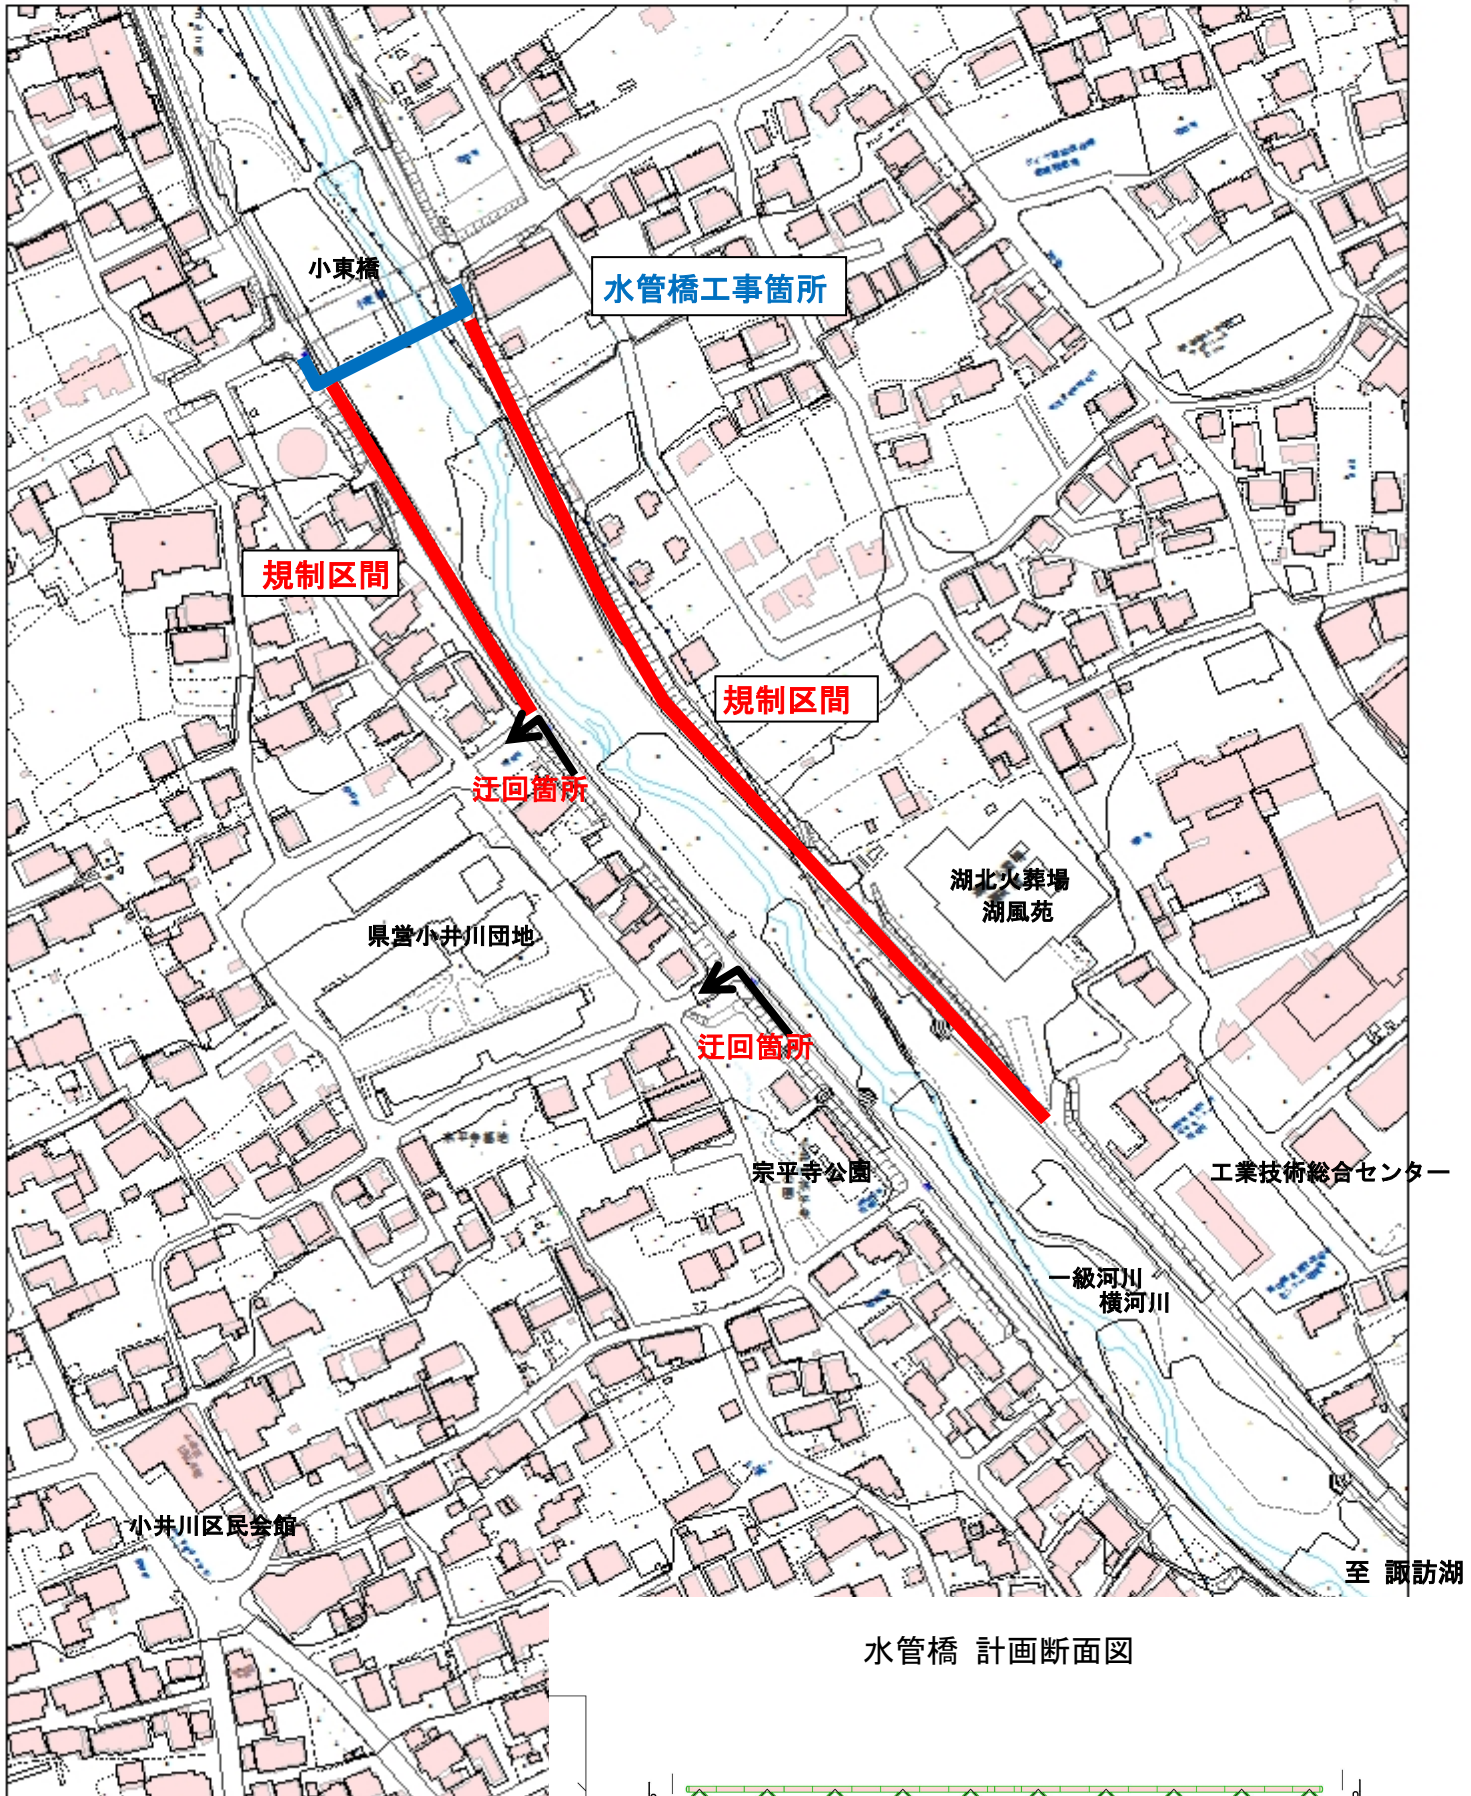 小東橋
水管橋工事箇所
規制区間
規制区間
迂回箇所
湖北火葬場
湖風苑
県営小井川団地
迂回箇所
宗平寺公園
工業技術総合センター
一級河川
横河川
小井川区民会館
至 諏訪湖
水管橋 計画断面図